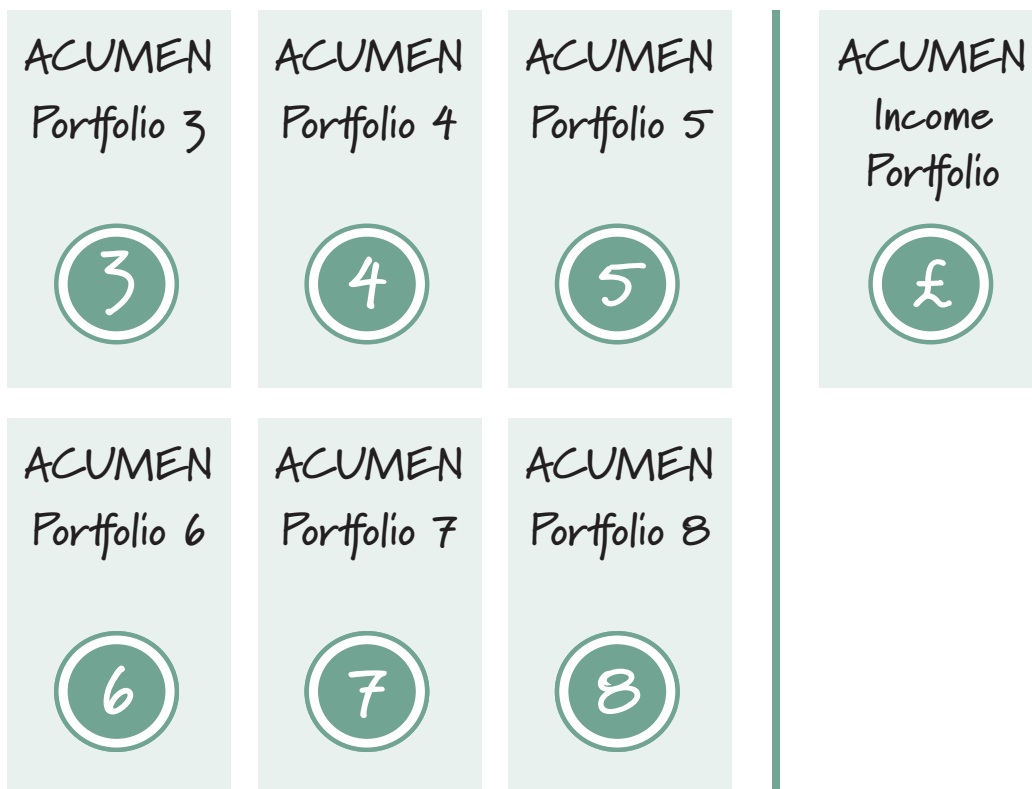 ACUMEN
Portfolio 3
3
ACUMEN
Portfolio 4
4
ACUMEN
Portfolio 5
5
ACUMEN
Income
Portfolio
£
ACUMEN
Portfolio 6
6
ACUMEN
Portfolio 7
7
ACUMEN
Portfolio 8
8